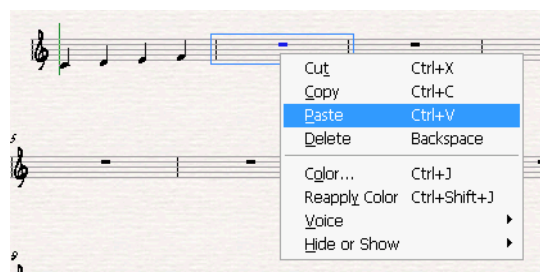 Cut Ctrl+X
Copy Ctrl+C
Paste Ctrl+V
Delete Backspace
5
Color... Ctrl+J
Reapply Color Ctrl+Shift+J
Voice
Hide or Show
9